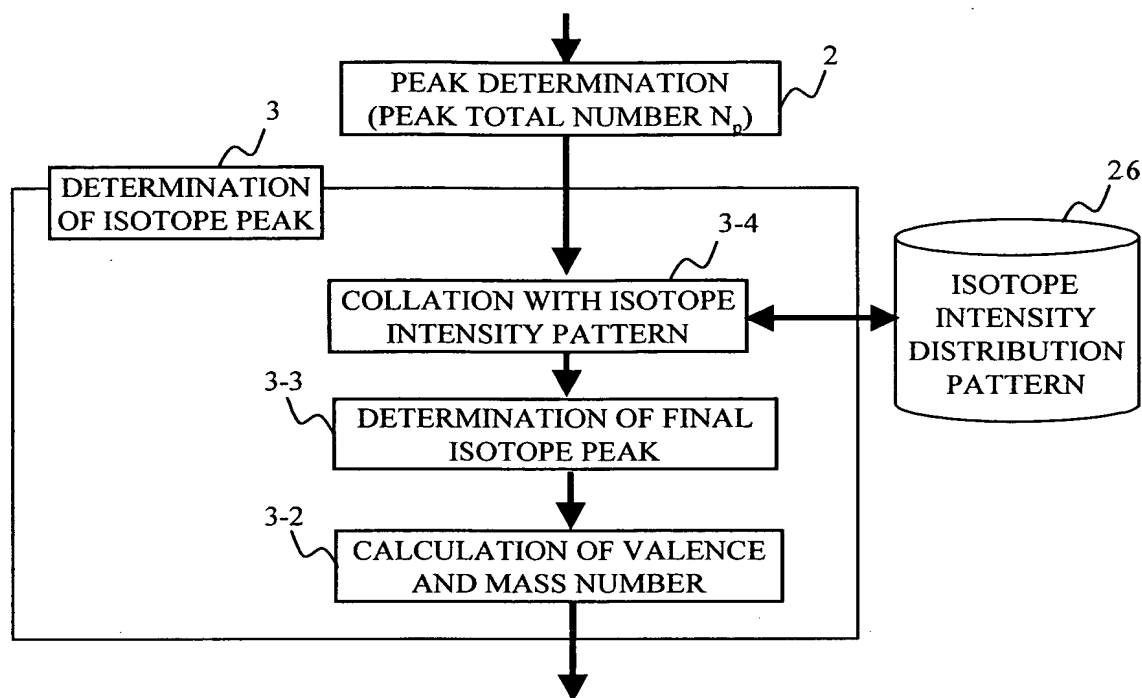 2
PEAK DETERMINATION
(PEAK TOTAL NUMBER Np)
3
DETERMINATION
OF ISOTOPE PEAK
26
3-4
COLLATION WITH ISOTOPE
INTENSITY PATTERN
ISOTOPE
INTENSITY
DISTRIBUTION
PATTERN
3-3
DETERMINATION OF FINAL
ISOTOPE PEAK
3-2
CALCULATION OF VALENCE
AND MASS NUMBER